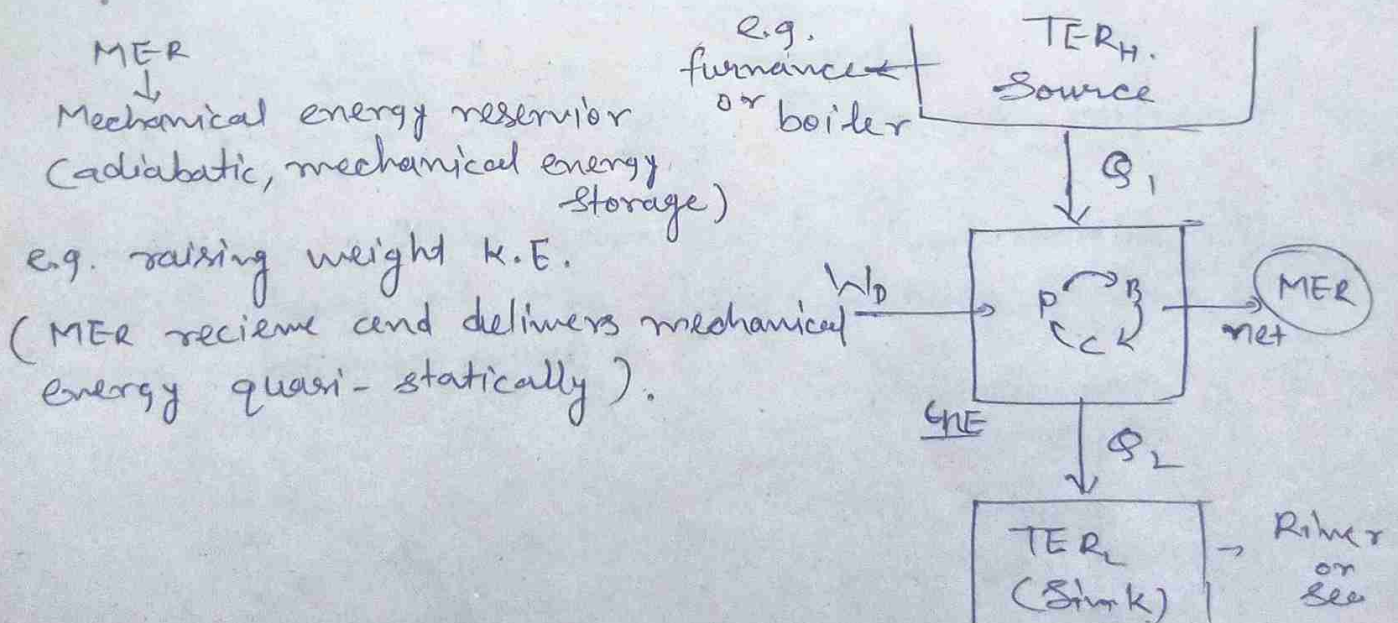 MER
Mechanical energy reservior
(adiabatic, mechanical energy
storage)
e.g. raising weight K.E.
(MER recieve and delivers mechanical
energy quasi-statically).
e.g.
furnance
or boiler
TER_H.
Source
Q₁
W_p
P B
C
net
MER
CHE
Q₂
TER_L
(Sink)
River
or
sea